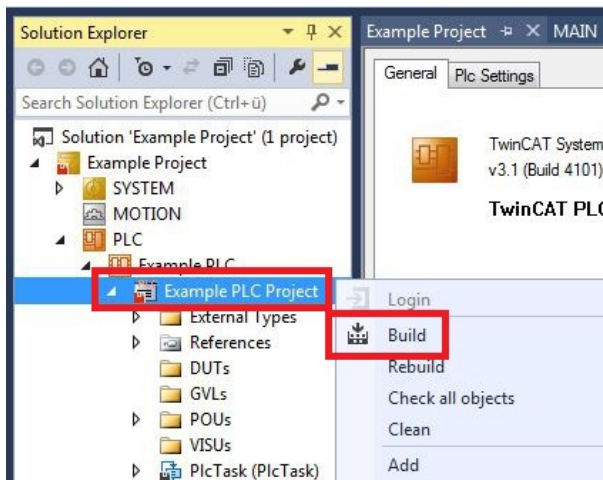 Solution Explorer
Example Project
MAIN
General
Plc Settings
Search Solution Explorer (Ctrl+ü)
Solution 'Example Project' (1 project)
Example Project
SYSTEM
MOTION
PLC
Example PLC
Example PLC Project
External Types
References
DUTs
GVLs
POUs
VISUs
PlcTask (PlcTask)
TwinCAT System
v3.1 (Build 4101)
TwinCAT PLC
Login
Build
Rebuild
Check all objects
Clean
Add